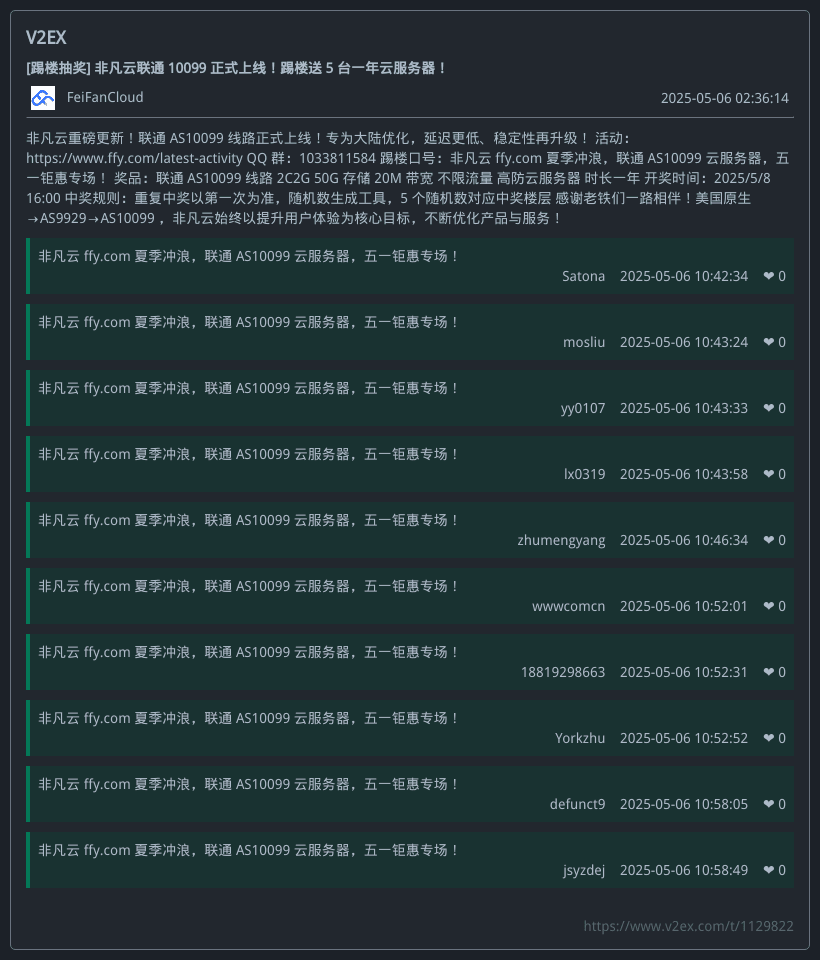 V2EX
[踢楼抽奖] 非凡云联通 10099 正式上线！踢楼送 5 台一年云服务器！
FeiFanCloud 2025-05-06 02:36:14
非凡云重磅更新！联通 AS10099 线路正式上线！专为大陆优化，延迟更低、稳定性再升级！ 活动：
https://www.ffy.com/latest-activity QQ 群：1033811584 踢楼口号：非凡云 ffy.com 夏季冲浪，联通 AS10099 云服务器，五
一钜惠专场！ 奖品：联通 AS10099 线路 2C2G 50G 存储 20M 带宽 不限流量 高防云服务器 时长一年 开奖时间：2025/5/8
16:00 中奖规则：重复中奖以第一次为准，随机数生成工具，5 个随机数对应中奖楼层 感谢老铁们一路相伴！美国原生
→AS9929→AS10099 ，非凡云始终以提升用户体验为核心目标，不断优化产品与服务！
非凡云 ffy.com 夏季冲浪，联通 AS10099 云服务器，五一钜惠专场！
Satona 2025-05-06 10:42:34 ❤ 0
非凡云 ffy.com 夏季冲浪，联通 AS10099 云服务器，五一钜惠专场！
mosliu 2025-05-06 10:43:24 ❤ 0
非凡云 ffy.com 夏季冲浪，联通 AS10099 云服务器，五一钜惠专场！
yy0107 2025-05-06 10:43:33 ❤ 0
非凡云 ffy.com 夏季冲浪，联通 AS10099 云服务器，五一钜惠专场！
lx0319 2025-05-06 10:43:58 ❤ 0
非凡云 ffy.com 夏季冲浪，联通 AS10099 云服务器，五一钜惠专场！
zhumengyang 2025-05-06 10:46:34 ❤ 0
非凡云 ffy.com 夏季冲浪，联通 AS10099 云服务器，五一钜惠专场！
wwwcomcn 2025-05-06 10:52:01 ❤ 0
非凡云 ffy.com 夏季冲浪，联通 AS10099 云服务器，五一钜惠专场！
18819298663 2025-05-06 10:52:31 ❤ 0
非凡云 ffy.com 夏季冲浪，联通 AS10099 云服务器，五一钜惠专场！
Yorkzhu 2025-05-06 10:52:52 ❤ 0
非凡云 ffy.com 夏季冲浪，联通 AS10099 云服务器，五一钜惠专场！
defunct9 2025-05-06 10:58:05 ❤ 0
非凡云 ffy.com 夏季冲浪，联通 AS10099 云服务器，五一钜惠专场！
jsyzdej 2025-05-06 10:58:49 ❤ 0
https://www.v2ex.com/t/1129822